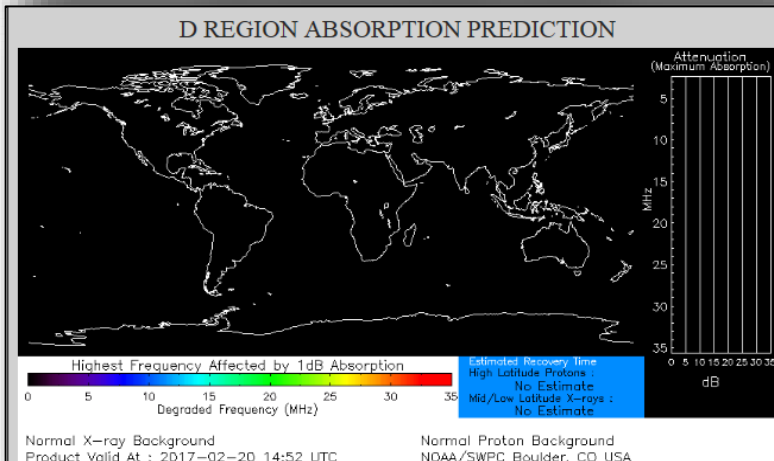 D REGION ABSORPTION PREDICTION
Attenuation
(Maximum Absorption)
5
10
15
20
25
30
35
MHz
0 5 10 15 20 25 30 35
dB
Highest Frequency Affected by 1dB Absorption
0 5 10 15 20 25 30 35
Degraded Frequency (MHz)
Estimated Recovery Time
High Latitude Protons :
No Estimate
Mid/Low Latitude X-rays :
No Estimate
Normal X-ray Background
Product Valid At : 2017-02-20 14:52 UTC
Normal Proton Background
NOAA/SWPC Boulder, CO USA